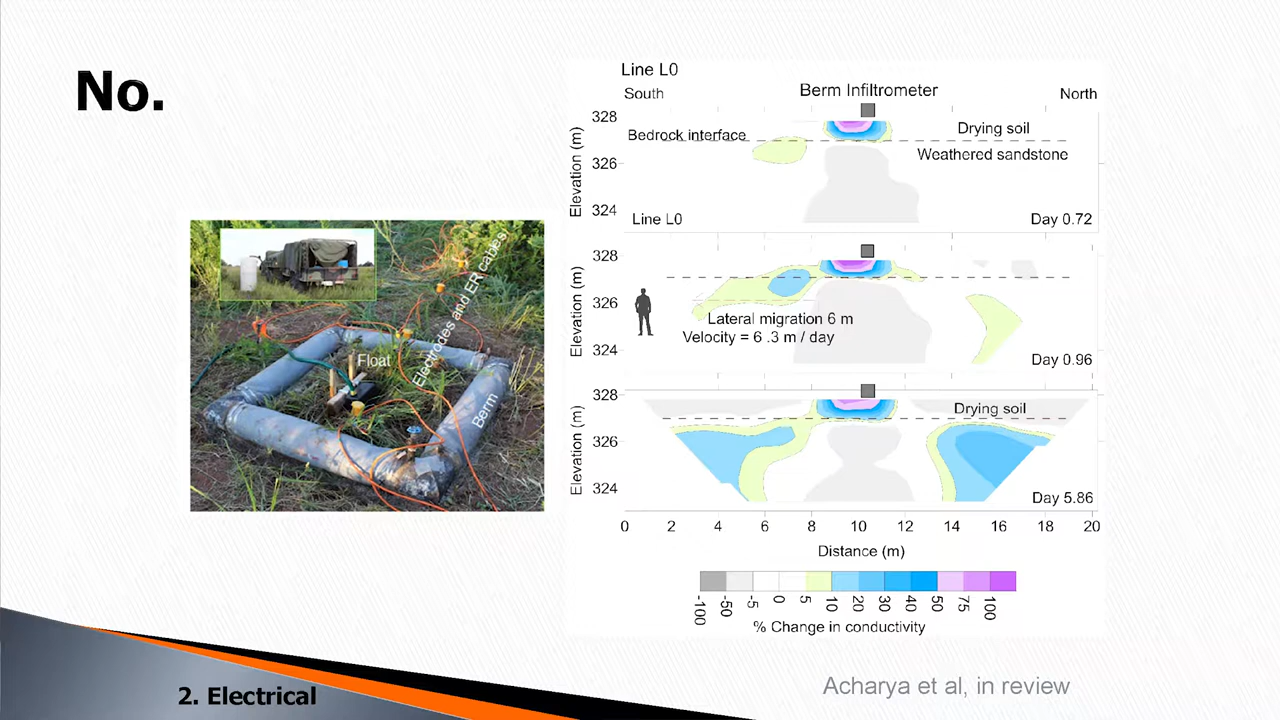 No.
Electrodes and ER cabes
Float
Berm
Line L0
South
Berm Infiltrometer
North
328
326
324
Elevation (m)
Bedrock interface
Drying soil
Weathered sandstone
Line L0
Day 0.72
328
326
324
Elevation (m)
Lateral migration 6 m
Velocity = 6 .3 m / day
Day 0.96
328
326
324
Elevation (m)
Drying soil
Day 5.86
0 2 4 6 8 10 12 14 16 18 20
Distance (m)
-100 -50 -5 0 5 10 20 30 40 50 75 100
% Change in conductivity
2. Electrical
Acharya et al, in review